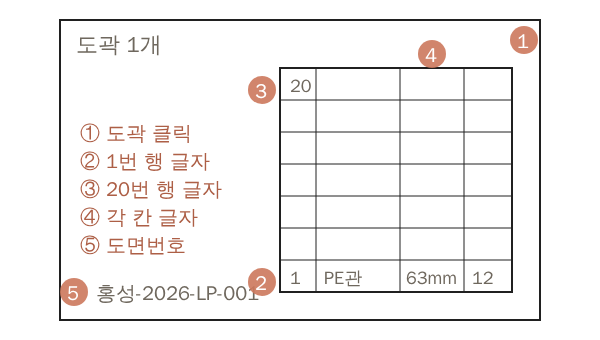 도곽 1개
1
4
3
20
① 도곽 클릭
② 1번 행 글자
③ 20번 행 글자
④ 각 칸 글자
⑤ 도면번호
2
1 PE관 63mm 12
5
홍성-2026-LP-001